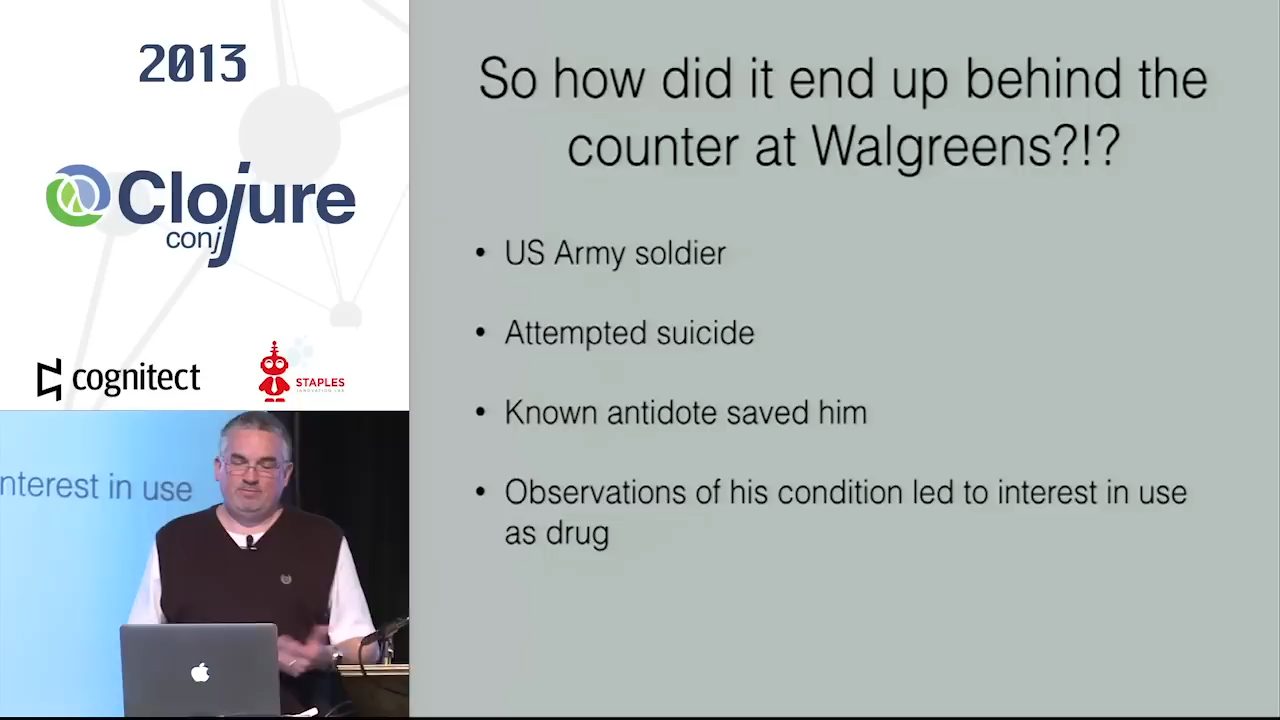 2013
Clojure
conj
cognitect
STAPLES
INNOVATION LAB
So how did it end up behind the
counter at Walgreens?!?
• US Army soldier
• Attempted suicide
• Known antidote saved him
• Observations of his condition led to interest in use
as drug
nterest in use